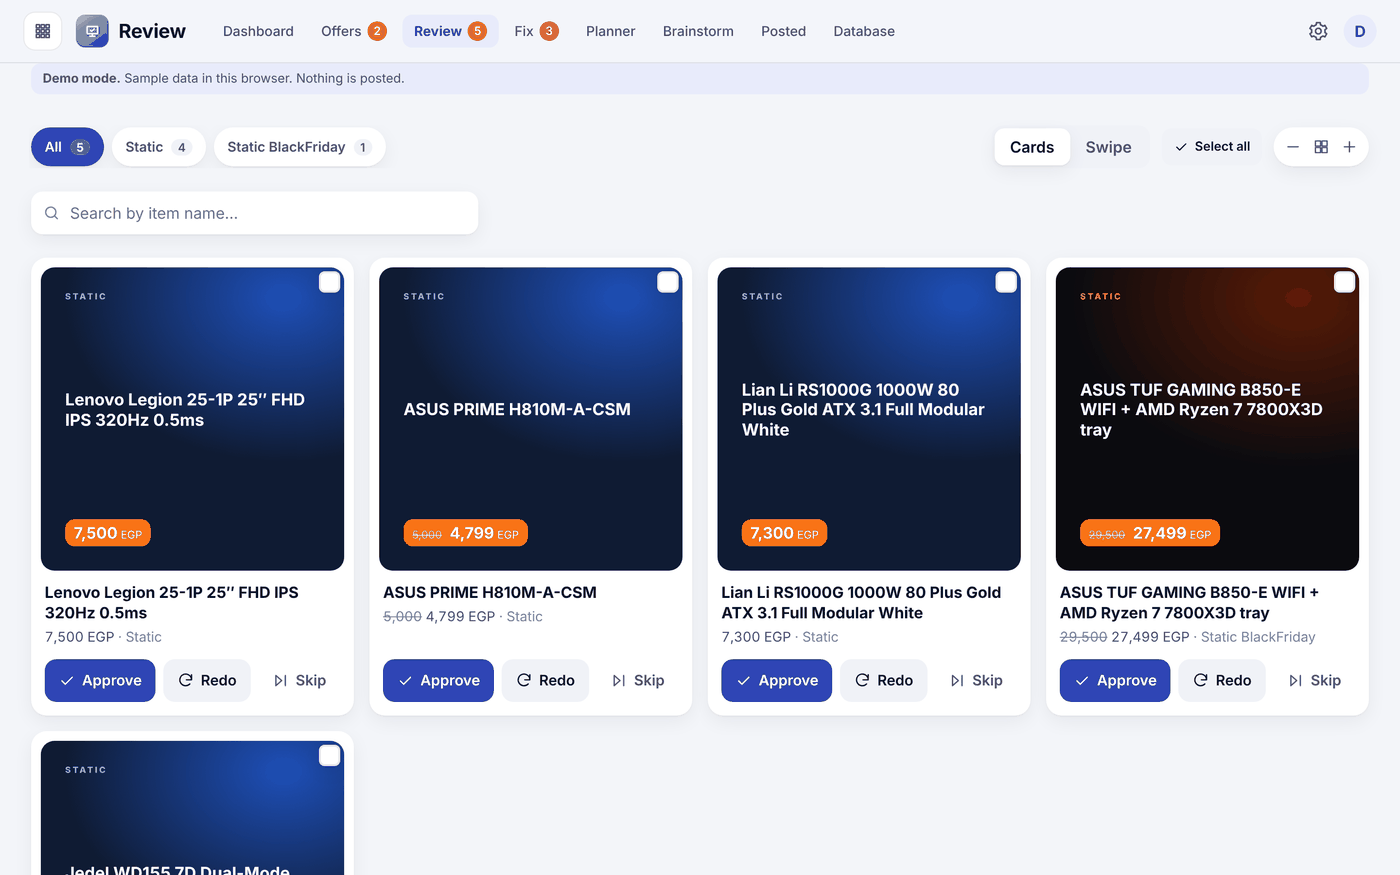 Review
Dashboard
Offers 2
Review 5
Fix 3
Planner
Brainstorm
Posted
Database
D
Demo mode. Sample data in this browser. Nothing is posted.
All 5
Static 4
Static BlackFriday 1
Cards
Swipe
Select all
Search by item name...
STATIC
Lenovo Legion 25-1P 25″ FHD
IPS 320Hz 0.5ms
7,500 EGP
Lenovo Legion 25-1P 25″ FHD IPS
320Hz 0.5ms
7,500 EGP · Static
Approve
Redo
Skip
STATIC
ASUS PRIME H810M-A-CSM
5,000 4,799 EGP
ASUS PRIME H810M-A-CSM
5,000 4,799 EGP · Static
Approve
Redo
Skip
STATIC
Lian Li RS1000G 1000W 80
Plus Gold ATX 3.1 Full Modular
White
7,300 EGP
Lian Li RS1000G 1000W 80 Plus Gold
ATX 3.1 Full Modular White
7,300 EGP · Static
Approve
Redo
Skip
STATIC
ASUS TUF GAMING B850-E
WIFI + AMD Ryzen 7 7800X3D
tray
29,500 27,499 EGP
ASUS TUF GAMING B850-E WIFI +
AMD Ryzen 7 7800X3D tray
29,500 27,499 EGP · Static BlackFriday
Approve
Redo
Skip
STATIC
Jedel WD155 7D Dual-Mode